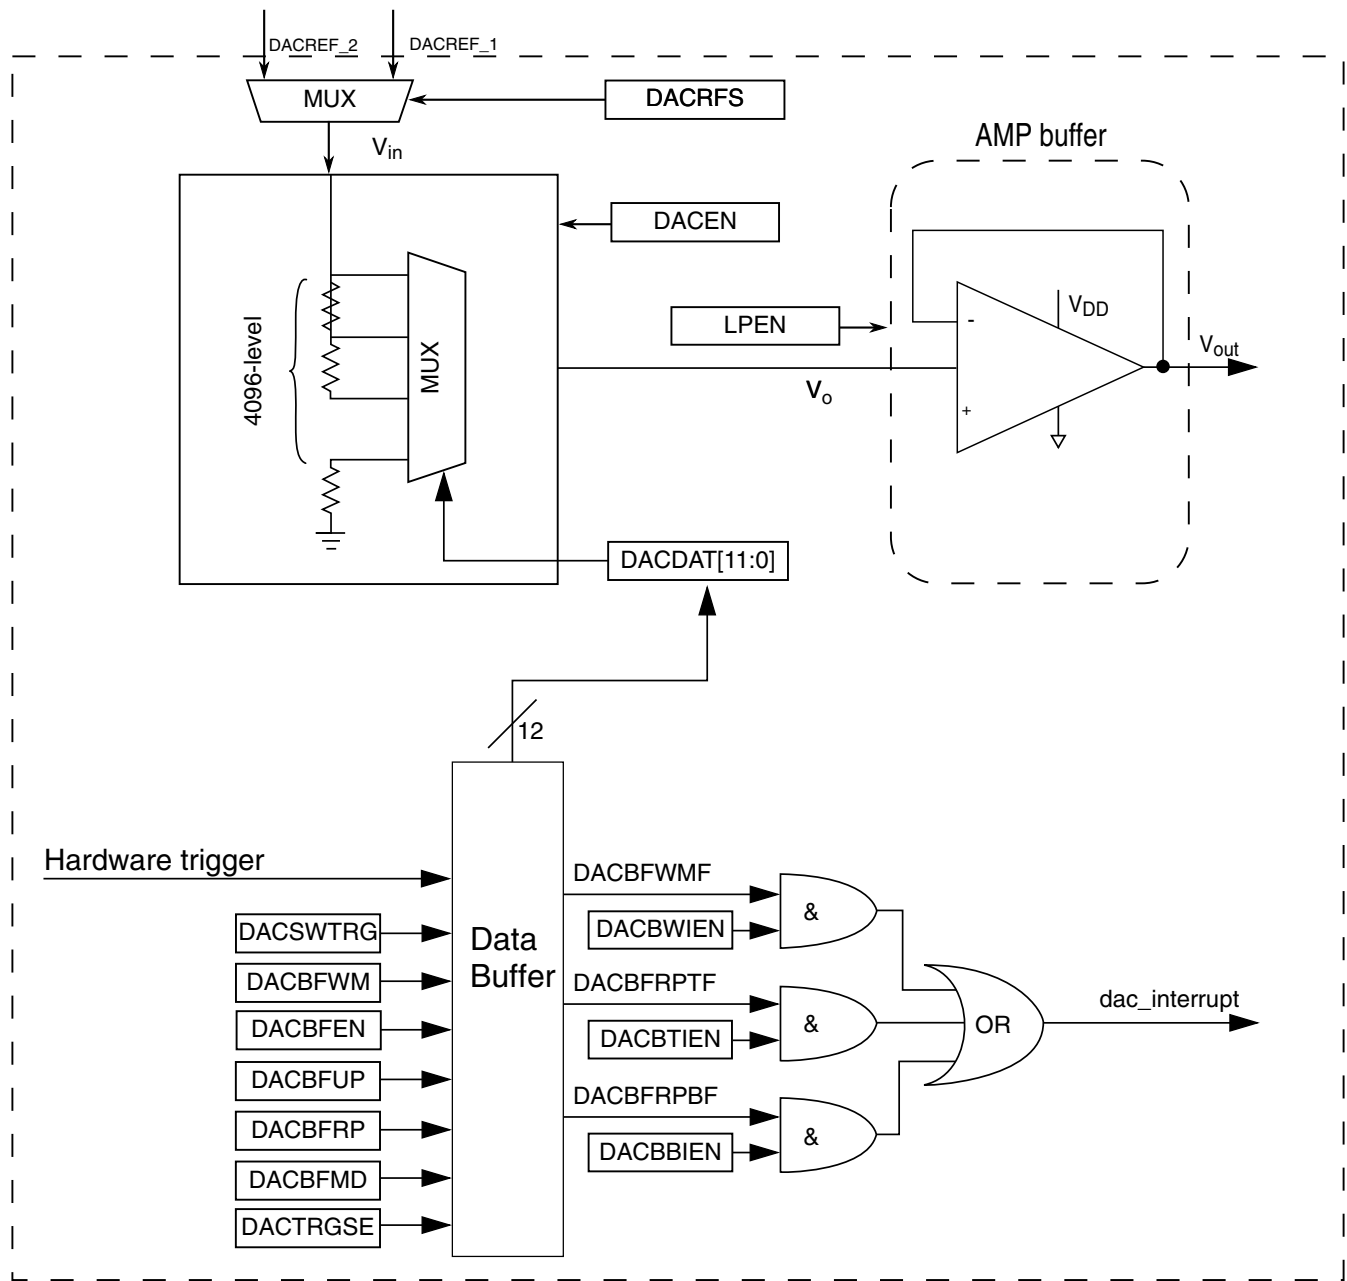 DACREF_2
DACREF_1
MUX
DACRFS
Vin
AMP buffer
DACEN
LPEN
VDD
-
Vout
4096-level
MUX
Vo
+
DACDAT[11:0]
12
Hardware trigger
DACBFWMF
&
DACSWTRG
DACBWIEN
Data
Buffer
DACBFWM
DACBFRPTF
dac_interrupt
DACBFEN
&
OR
DACBTIEN
DACBFUP
DACBFRPBF
DACBFRP
&
DACBBIEN
DACBFMD
DACTRGSE